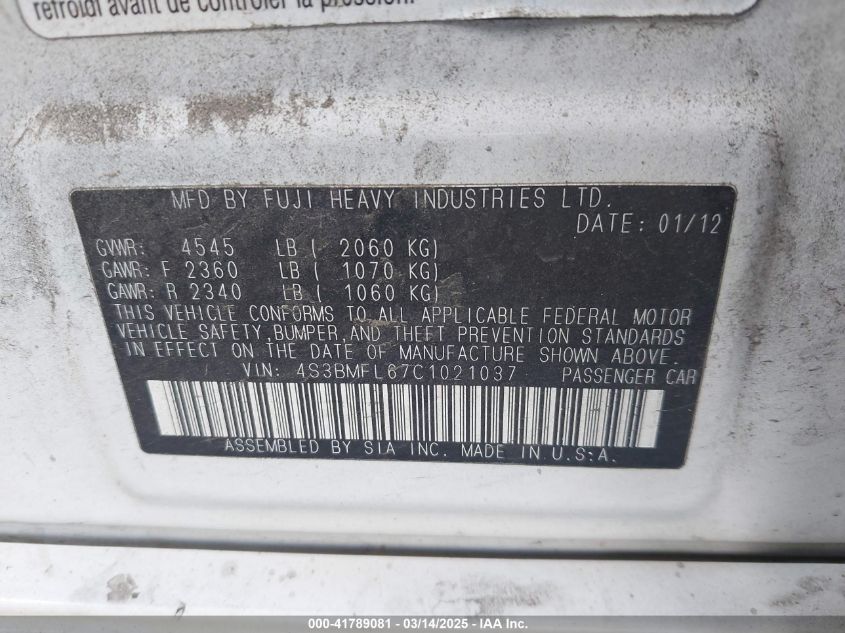 refroidi avant de contrôler la pression.
MFD BY FUJI HEAVY INDUSTRIES LTD.
DATE: 01/12
GVWR: 4545 LB ( 2060 KG)
GAWR: F 2360 LB ( 1070 KG)
GAWR: R 2340 LB ( 1060 KG)
THIS VEHICLE CONFORMS TO ALL APPLICABLE FEDERAL MOTOR
VEHICLE SAFETY,BUMPER,AND THEFT PREVENTION STANDARDS
IN EFFECT ON THE DATE OF MANUFACTURE SHOWN ABOVE.
VIN: 4S3BMFL67C1021037 PASSENGER CAR
ASSEMBLED BY SIA INC. MADE IN U.S.A.
000-41789081 - 03/14/2025 - IAA Inc.